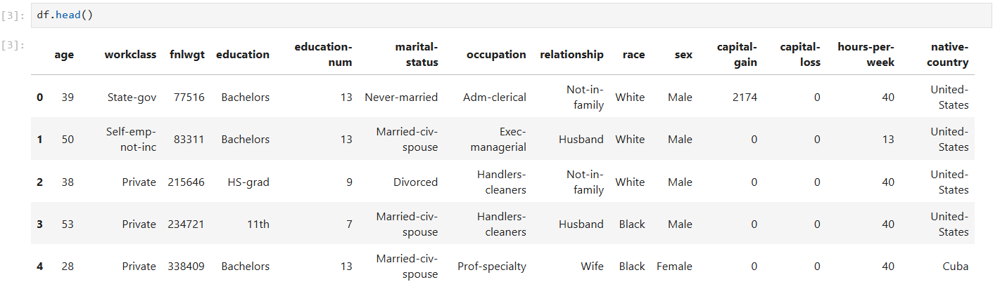 [3]: df.head()
[3]:
age workclass fnlwgt education education-num marital-status occupation relationship race sex capital-gain capital-loss hours-per-week native-country
0 39 State-gov 77516 Bachelors 13 Never-married Adm-clerical Not-in-family White Male 2174 0 40 United-States
1 50 Self-emp-not-inc 83311 Bachelors 13 Married-civ-spouse Exec-managerial Husband White Male 0 0 13 United-States
2 38 Private 215646 HS-grad 9 Divorced Handlers-cleaners Not-in-family White Male 0 0 40 United-States
3 53 Private 234721 11th 7 Married-civ-spouse Handlers-cleaners Husband Black Male 0 0 40 United-States
4 28 Private 338409 Bachelors 13 Married-civ-spouse Prof-specialty Wife Black Female 0 0 40 Cuba